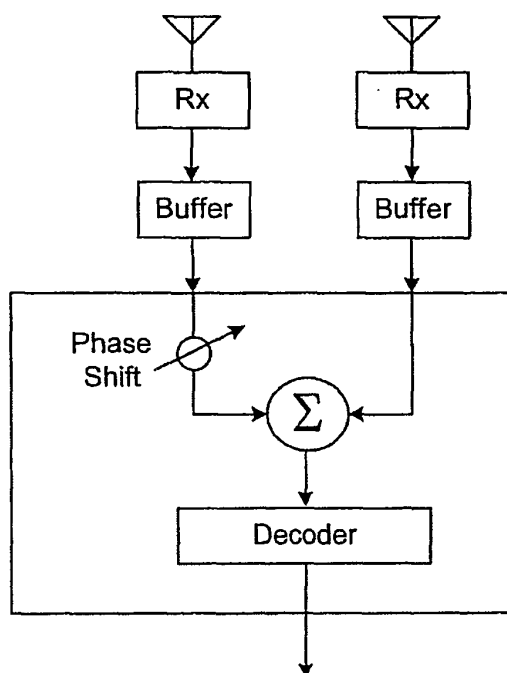 Rx
Rx
Buffer
Buffer
Phase
Shift
Σ
Decoder